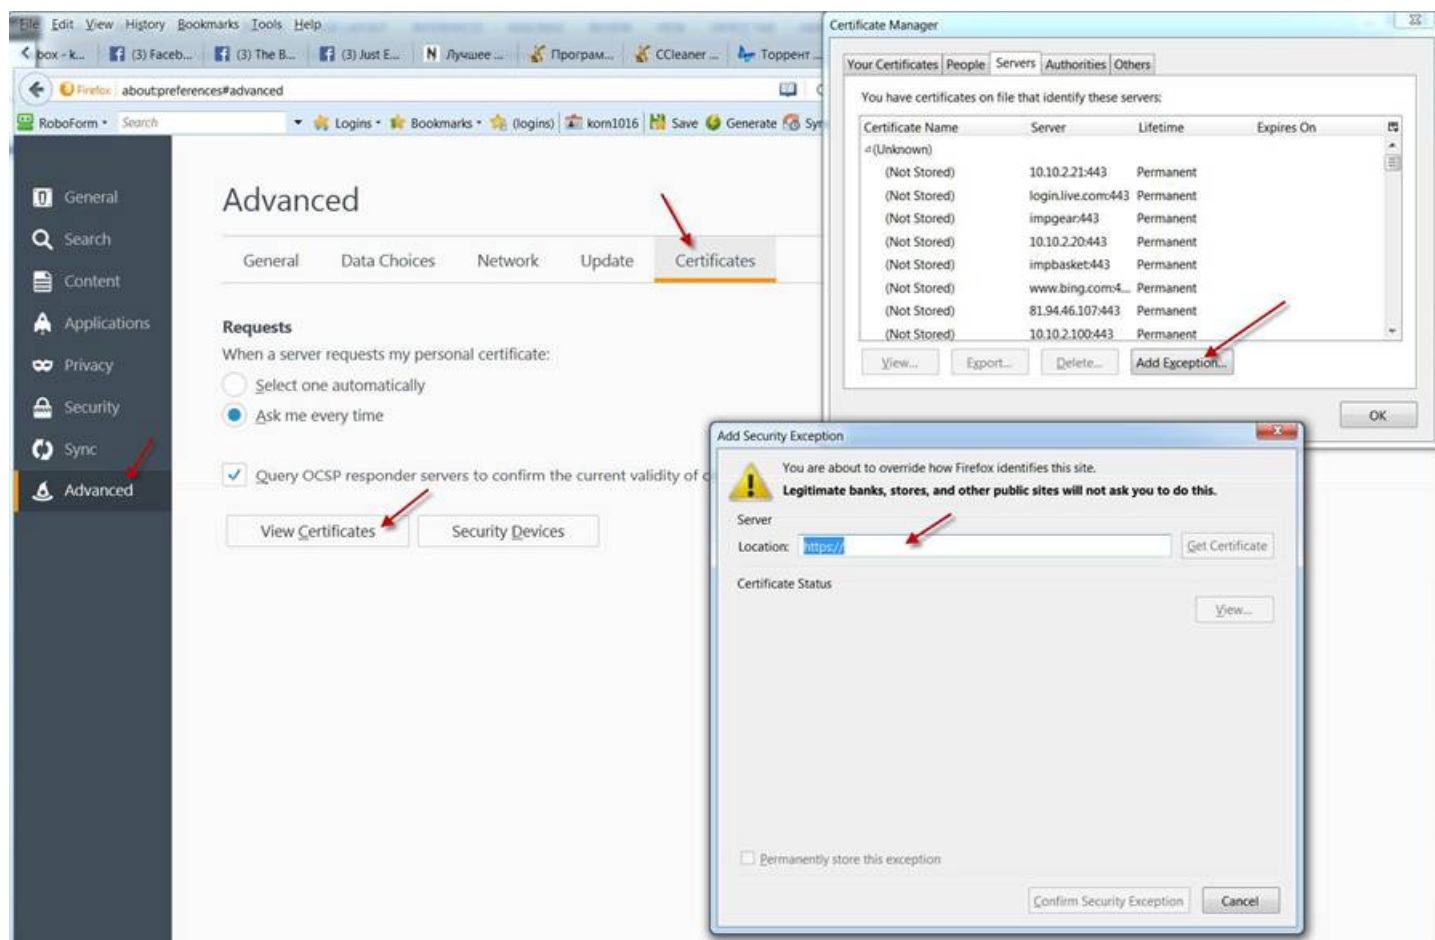 File Edit View History Bookmarks Tools Help
box - k... (3) Faceb... (3) The B... (3) Just E... Лучшее ... Програм... CCleaner ... Торрент ...
Firefox about:preferences#advanced
RoboForm Search Logins Bookmarks (logins) korn1016 Save Generate Syn
General
Search
Content
Applications
Privacy
Security
Sync
Advanced
Advanced
General Data Choices Network Update Certificates
Requests
When a server requests my personal certificate:
Select one automatically
Ask me every time
Query OCSP responder servers to confirm the current validity of c
View Certificates Security Devices
Certificate Manager
Your Certificates People Servers Authorities Others
You have certificates on file that identify these servers:
Certificate Name Server Lifetime Expires On
(Unknown)
(Not Stored) 10.10.2.21:443 Permanent
(Not Stored) login.live.com:443 Permanent
(Not Stored) impgear:443 Permanent
(Not Stored) 10.10.2.20:443 Permanent
(Not Stored) impbasket:443 Permanent
(Not Stored) www.bing.com:4... Permanent
(Not Stored) 81.94.46.107:443 Permanent
(Not Stored) 10.10.2.100:443 Permanent
View... Export... Delete... Add Exception...
OK
Add Security Exception
You are about to override how Firefox identifies this site.
Legitimate banks, stores, and other public sites will not ask you to do this.
Server
Location: https:// Get Certificate
Certificate Status
View...
Permanently store this exception
Confirm Security Exception Cancel